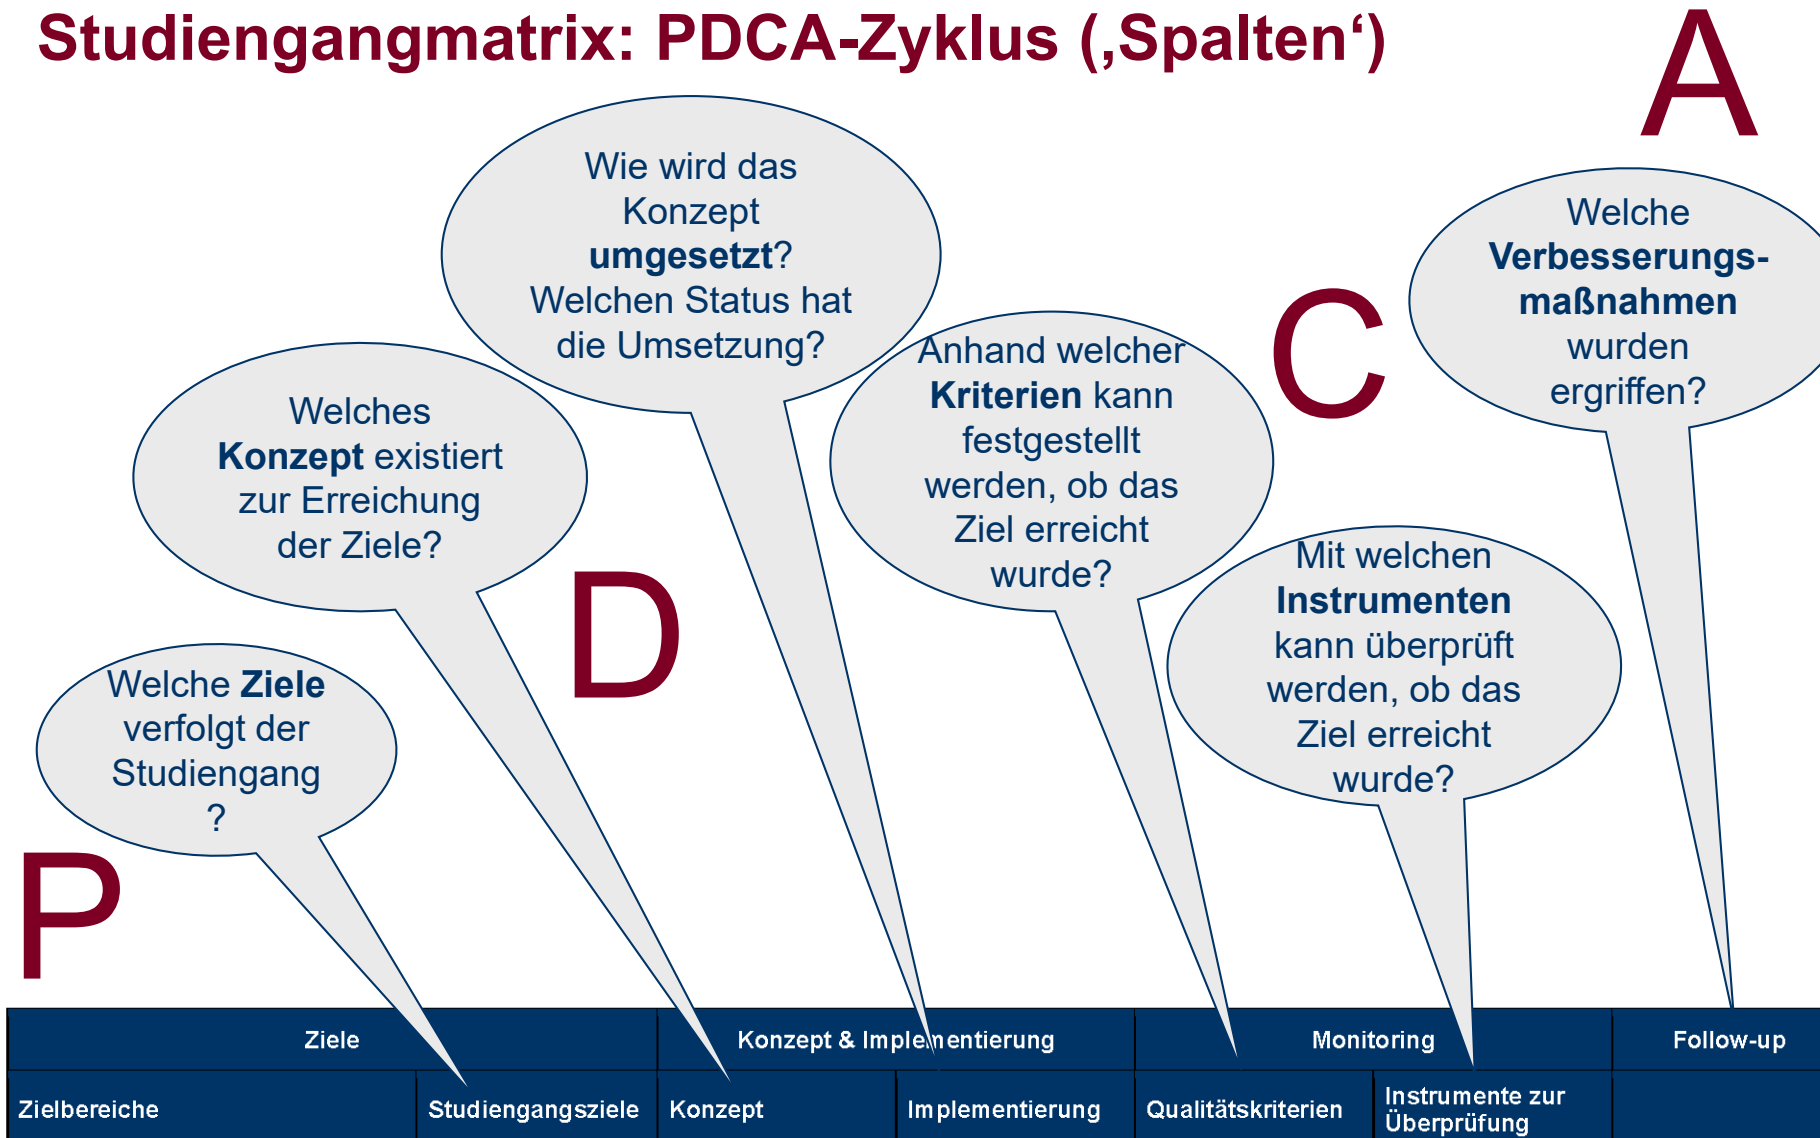 Studiengangmatrix: PDCA-Zyklus (‚Spalten‘)
A
Wie wird das
Konzept
umgesetzt?
Welchen Status hat
die Umsetzung?
Welche
Verbesserungs-
maßnahmen
wurden
ergriffen?
C
Anhand welcher
Kriterien kann
festgestellt
werden, ob das
Ziel erreicht
wurde?
Welches
Konzept existiert
zur Erreichung
der Ziele?
D
Mit welchen
Instrumenten
kann überprüft
werden, ob das
Ziel erreicht
wurde?
Welche Ziele
verfolgt der
Studiengang
?
P
Ziele
Konzept & Implementierung
Monitoring
Follow-up
Zielbereiche
Studiengangsziele
Konzept
Implementierung
Qualitätskriterien
Instrumente zur
Überprüfung